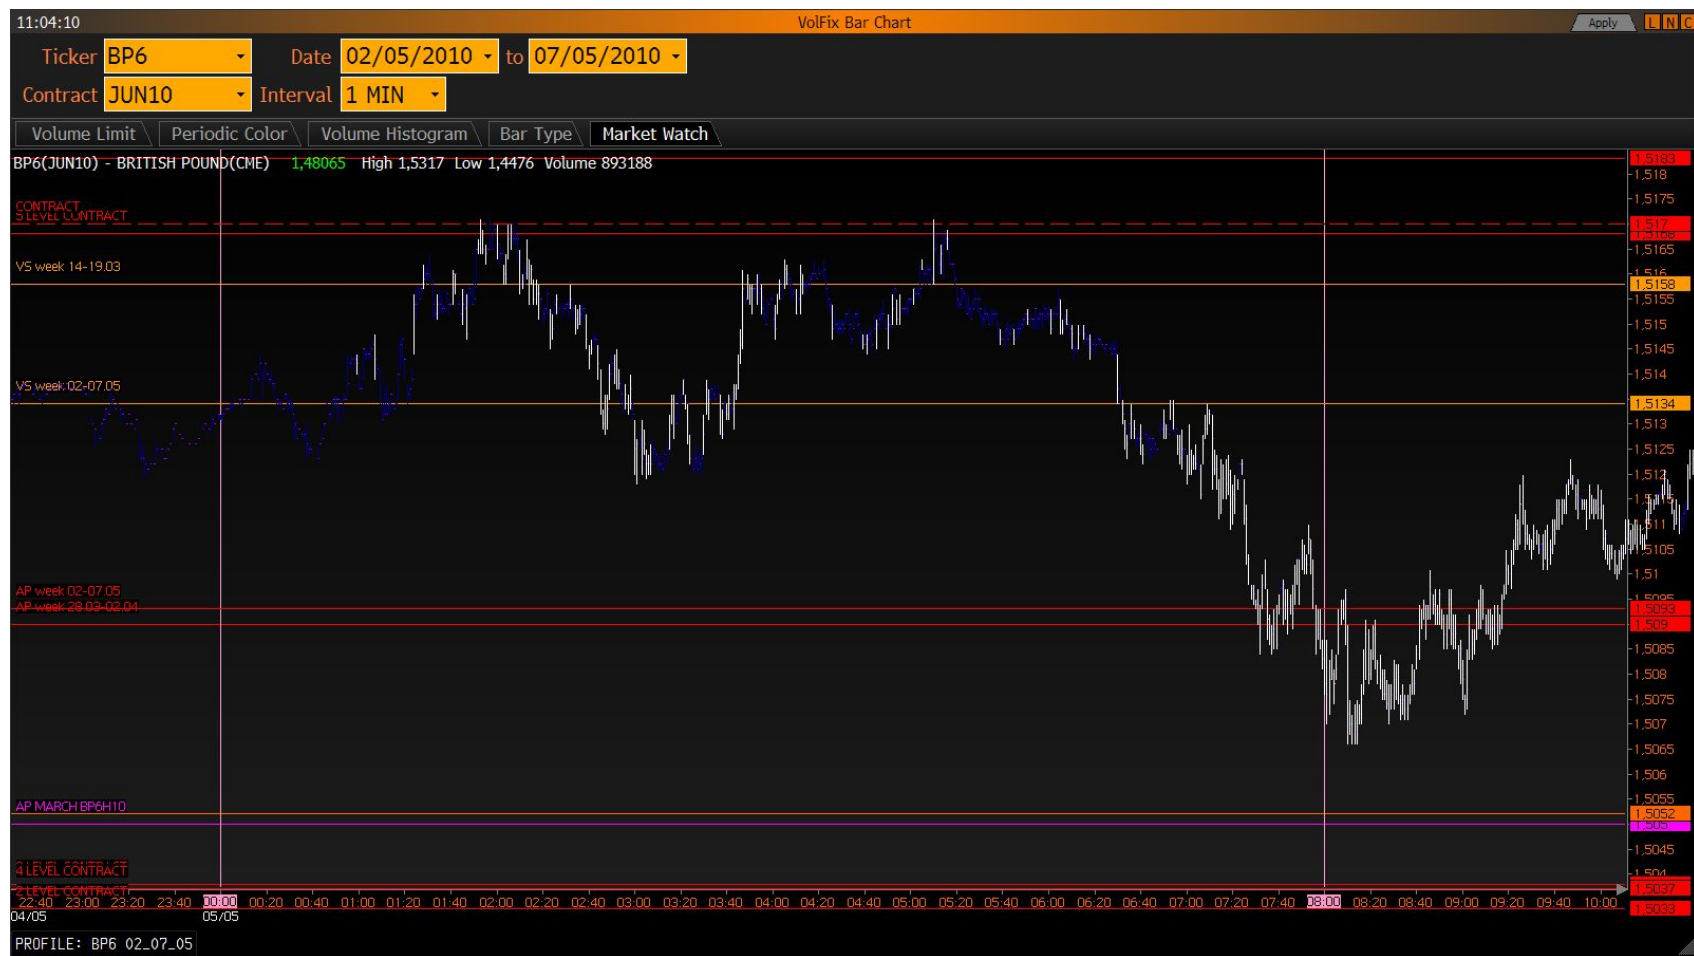 11:04:10 VolFix Bar Chart Apply L N C
Ticker BP6 Date 02/05/2010 to 07/05/2010
Contract JUN10 Interval 1 MIN
Volume Limit Periodic Color Volume Histogram Bar Type Market Watch
BP6(JUN10) - BRITISH POUND(CME) 1,48065 High 1,5317 Low 1,4476 Volume 893188
1,5183
1,518
1,5175
CONTRACT
5 LEVEL CONTRACT
1,517
1,5165
VS week 14-19.03
1,516
1,5158
1,5155
1,515
1,5145
1,514
VS week 02-07.05
1,5134
1,513
1,5125
1,512
1,5115
1,511
1,5105
1,51
AP week 02-07.05
1,5095
AP week 28.03-02.04
1,5093
1,509
1,5085
1,508
1,5075
1,507
1,5065
1,506
1,5055
AP MARCH BP6H10
1,5052
1,505
1,5045
4 LEVEL CONTRACT
1,504
2 LEVEL CONTRACT
1,5037
22:40 23:00 23:20 23:40 00:00 00:20 00:40 01:00 01:20 01:40 02:00 02:20 02:40 03:00 03:20 03:40 04:00 04:20 04:40 05:00 05:20 05:40 06:00 06:20 06:40 07:00 07:20 07:40 08:00 08:20 08:40 09:00 09:20 09:40 10:00
1,5033
04/05 05/05
PROFILE: BP6 02_07_05